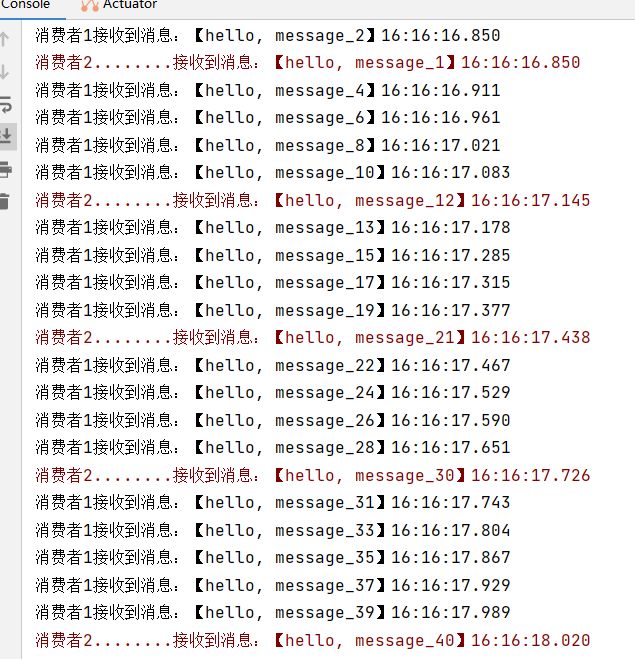 Console Actuator
消费者1接收到消息：【hello, message_2】16:16:16.850
消费者2........接收到消息：【hello, message_1】16:16:16.850
消费者1接收到消息：【hello, message_4】16:16:16.911
消费者1接收到消息：【hello, message_6】16:16:16.961
消费者1接收到消息：【hello, message_8】16:16:17.021
消费者1接收到消息：【hello, message_10】16:16:17.083
消费者2........接收到消息：【hello, message_12】16:16:17.145
消费者1接收到消息：【hello, message_13】16:16:17.178
消费者1接收到消息：【hello, message_15】16:16:17.285
消费者1接收到消息：【hello, message_17】16:16:17.315
消费者1接收到消息：【hello, message_19】16:16:17.377
消费者2........接收到消息：【hello, message_21】16:16:17.438
消费者1接收到消息：【hello, message_22】16:16:17.467
消费者1接收到消息：【hello, message_24】16:16:17.529
消费者1接收到消息：【hello, message_26】16:16:17.590
消费者1接收到消息：【hello, message_28】16:16:17.651
消费者2........接收到消息：【hello, message_30】16:16:17.726
消费者1接收到消息：【hello, message_31】16:16:17.743
消费者1接收到消息：【hello, message_33】16:16:17.804
消费者1接收到消息：【hello, message_35】16:16:17.867
消费者1接收到消息：【hello, message_37】16:16:17.929
消费者1接收到消息：【hello, message_39】16:16:17.989
消费者2........接收到消息：【hello, message_40】16:16:18.020